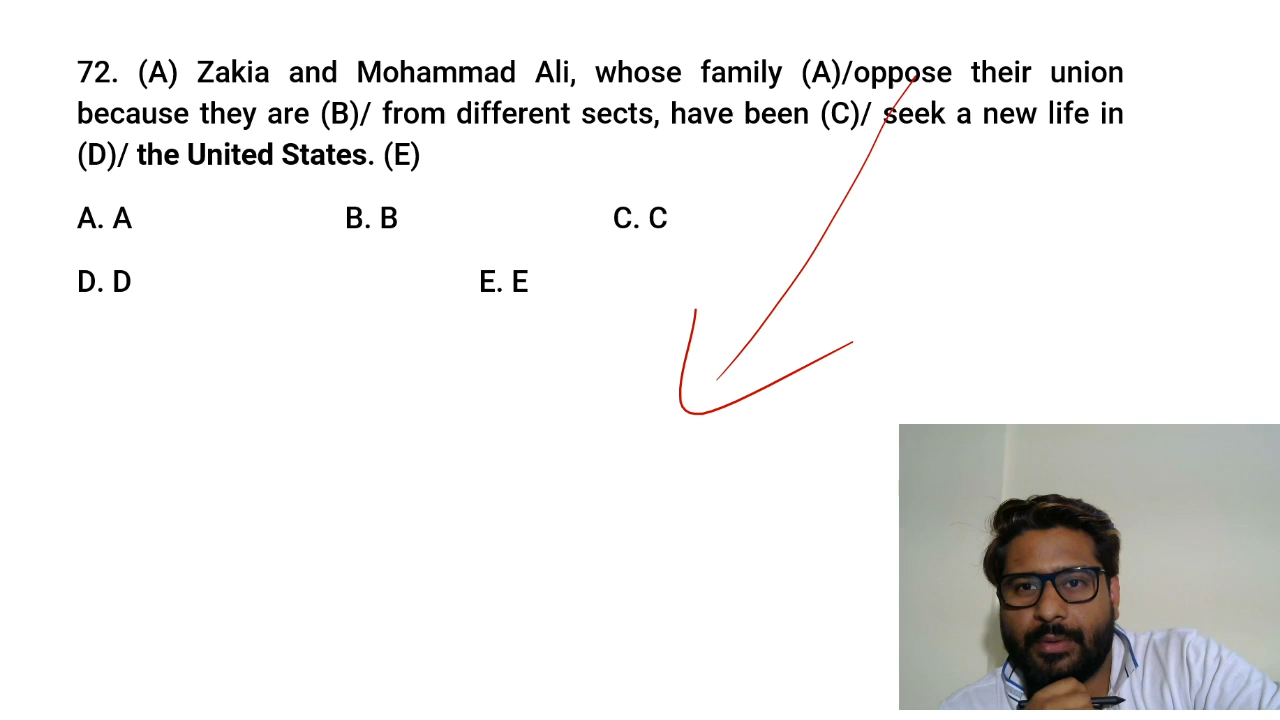 72. (A) Zakia and Mohammad Ali, whose family (A)/oppose their union
because they are (B)/ from different sects, have been (C)/ seek a new life in
(D)/ the United States. (E)
A. A B. B C. C
D. D E. E